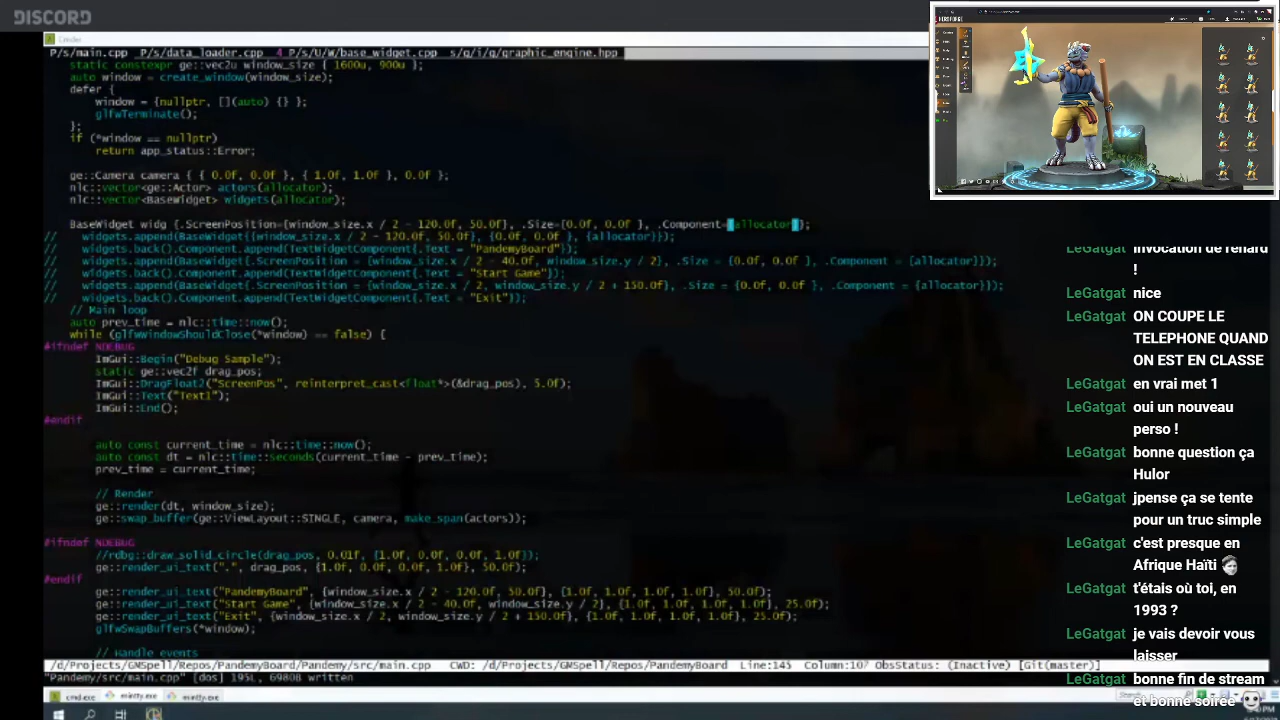 DISCORD
P/s/main.cpp P/s/data_loader.cpp 4 P/s/U/W/base_widget.cpp s/g/i/g/graphic_engine.hpp
static constexpr ge::vec2u window_size { 1600u, 900u };
auto window = create_window(window_size);
defer {
window = {nullptr, [](auto) {} };
glfwTerminate();
};
if (*window == nullptr)
return app_status::Error;
ge::Camera camera { { 0.0f, 0.0f }, { 1.0f, 1.0f }, 0.0f };
nlc::vector<ge::Actor> actors(allocator);
nlc::vector<BaseWidget> widgets(allocator);
BaseWidget widg {.ScreenPosition={window_size.x / 2 - 120.0f, 50.0f}, .Size={0.0f, 0.0f }, .Component={allocator}};
// widgets.append(BaseWidget{{window_size.x / 2 - 120.0f, 50.0f}, {0.0f, 0.0f }, {allocator}});
// widgets.back().Component.append(TextWidgetComponent{.Text = "PandemyBoard"});
// widgets.append(BaseWidget{.ScreenPosition = {window_size.x / 2 - 40.0f, window_size.y / 2}, .Size = {0.0f, 0.0f }, .Component = {allocator}});
// widgets.back().Component.append(TextWidgetComponent{.Text = "Start Game"});
// widgets.append(BaseWidget{.ScreenPosition = {window_size.x / 2, window_size.y / 2 + 150.0f}, .Size = {0.0f, 0.0f }, .Component = {allocator}});
// widgets.back().Component.append(TextWidgetComponent{.Text = "Exit"});
// Main loop
auto prev_time = nlc::time::now();
while (glfwWindowShouldClose(*window) == false) {
#ifndef NDEBUG
ImGui::Begin("Debug Sample");
static ge::vec2f drag_pos;
ImGui::DragFloat2("ScreenPos", reinterpret_cast<float*>(&drag_pos), 5.0f);
ImGui::Text("Text1");
ImGui::End();
#endif
auto const current_time = nlc::time::now();
auto const dt = nlc::time::seconds(current_time - prev_time);
prev_time = current_time;
// Render
ge::render(dt, window_size);
ge::swap_buffer(ge::ViewLayout::SINGLE, camera, make_span(actors));
#ifndef NDEBUG
//rdbg::draw_solid_circle(drag_pos, 0.01f, {1.0f, 0.0f, 0.0f, 1.0f});
ge::render_ui_text(".", drag_pos, {1.0f, 0.0f, 0.0f, 1.0f}, 50.0f);
#endif
ge::render_ui_text("PandemyBoard", {window_size.x / 2 - 120.0f, 50.0f}, {1.0f, 1.0f, 1.0f, 1.0f}, 50.0f);
ge::render_ui_text("Start Game", {window_size.x / 2 - 40.0f, window_size.y / 2}, {1.0f, 1.0f, 1.0f, 1.0f}, 25.0f);
ge::render_ui_text("Exit", {window_size.x / 2, window_size.y / 2 + 150.0f}, {1.0f, 1.0f, 1.0f, 1.0f}, 25.0f);
glfwSwapBuffers(*window);
// Handle events
/d/Projects/GMSpell/Repos/PandemyBoard/Pandemy/src/main.cpp CWD: /d/Projects/GMSpell/Repos/PandemyBoard Line:145 Column:107 ObsStatus: (Inactive) [Git(master)]
"Pandemy/src/main.cpp" [dos] 195L, 6980B written
cmd.exe mintty.exe mintty.exe
HEROFORGE
LeGatgat invocation de renard
!
LeGatgat nice
LeGatgat ON COUPE LE
TELEPHONE QUAND
ON EST EN CLASSE
LeGatgat en vrai met 1
LeGatgat oui un nouveau
perso !
LeGatgat bonne question ça
Hulor
LeGatgat jpense ça se tente
pour un truc simple
LeGatgat c'est presque en
Afrique Haïti
LeGatgat t'étais où toi, en
1993 ?
LeGatgat je vais devoir vous
laisser
LeGatgat bonne fin de stream
et bonne soirée